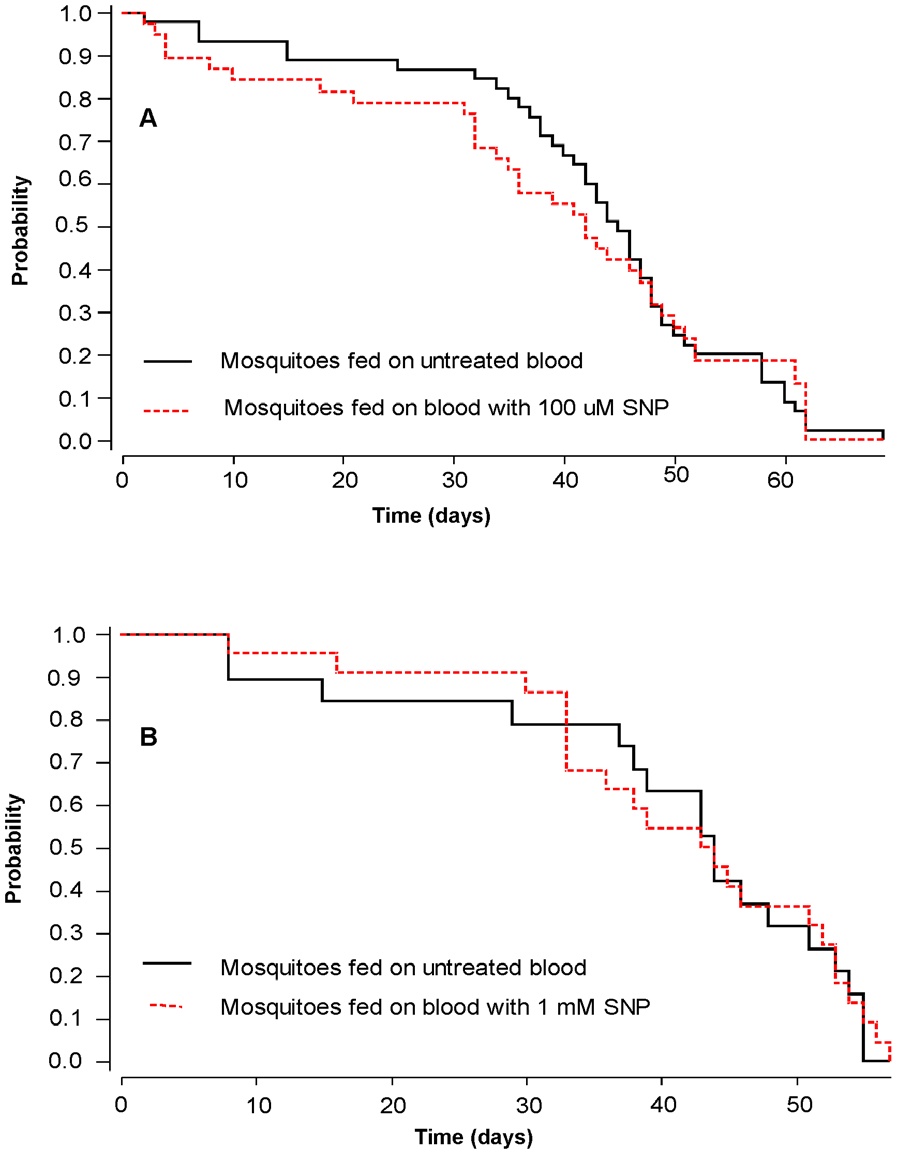 1.0
0.9
0.8
A
0.7
0.6
0.5
0.4
0.3
0.2
0.1
0.0
Probability
Mosquitoes fed on untreated blood
Mosquitoes fed on blood with 100 uM SNP
0 10 20 30 40 50 60
Time (days)
1.0
0.9
0.8
B
0.7
0.6
0.5
0.4
0.3
0.2
0.1
0.0
Probability
Mosquitoes fed on untreated blood
Mosquitoes fed on blood with 1 mM SNP
0 10 20 30 40 50
Time (days)